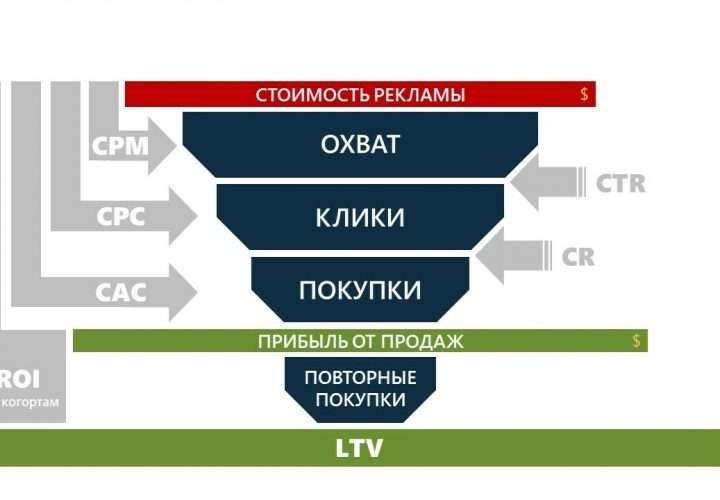 СТОИМОСТЬ РЕКЛАМЫ $
CPM
ОХВАТ
CTR
CPC
КЛИКИ
CR
CAC
ПОКУПКИ
ПРИБЫЛЬ ОТ ПРОДАЖ $
ROI
когортам
ПОВТОРНЫЕ
ПОКУПКИ
LTV